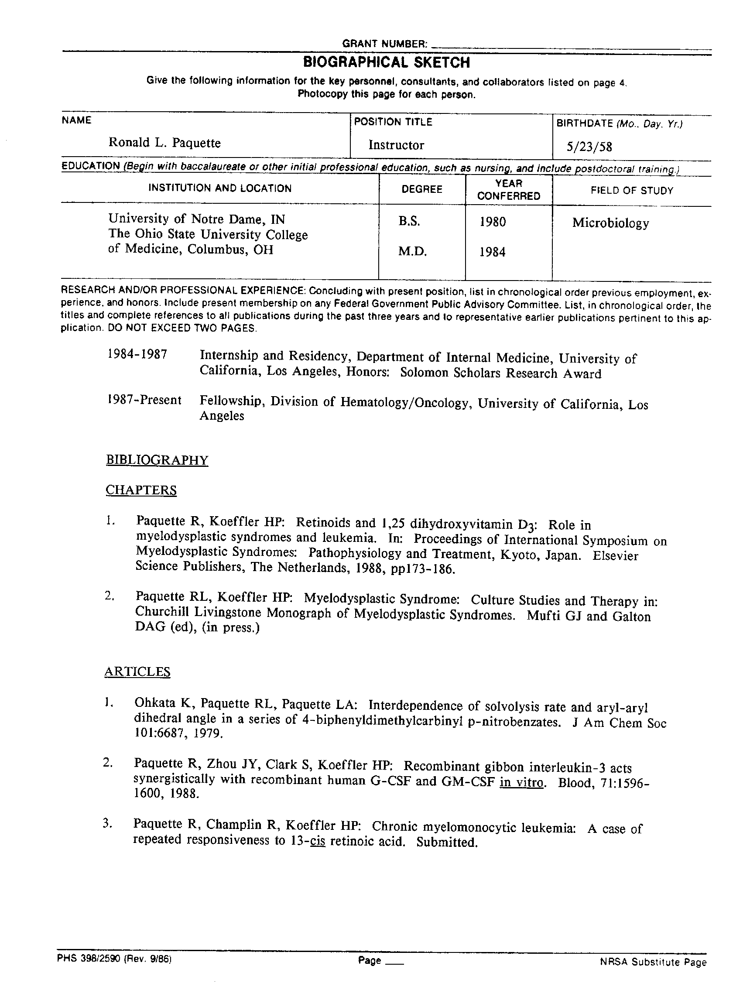 GRANT NUMBER:
BIOGRAPHICAL SKETCH
Give the following information for the key personnel, consultants, and collaborators listed on page 4.
Photocopy this page for each person.
NAME
POSITION TITLE
BIRTHDATE (Mo., Day, Yr.)
Ronald L. Paquette
Instructor
5/23/58
EDUCATION (Begin with baccalaureate or other initial professional education, such as nursing, and include postdoctoral training.)
INSTITUTION AND LOCATION
DEGREE
YEAR
CONFERRED
FIELD OF STUDY
University of Notre Dame, IN
B.S.
1980
Microbiology
The Ohio State University College
of Medicine, Columbus, OH
M.D.
1984
RESEARCH AND/OR PROFESSIONAL EXPERIENCE: Concluding with present position, list in chronological order previous employment, ex-
perience, and honors. Include present membership on any Federal Government Public Advisory Committee. List, in chronological order, the
titles and complete references to all publications during the past three years and to representative earlier publications pertinent to this ap-
plication. DO NOT EXCEED TWO PAGES.
1984-1987 Internship and Residency, Department of Internal Medicine, University of
California, Los Angeles, Honors: Solomon Scholars Research Award
1987-Present Fellowship, Division of Hematology/Oncology, University of California, Los
Angeles
BIBLIOGRAPHY
CHAPTERS
1. Paquette R, Koeffler HP: Retinoids and 1,25 dihydroxyvitamin D3: Role in
myelodysplastic syndromes and leukemia. In: Proceedings of International Symposium on
Myelodysplastic Syndromes: Pathophysiology and Treatment, Kyoto, Japan. Elsevier
Science Publishers, The Netherlands, 1988, pp173-186.
2. Paquette RL, Koeffler HP: Myelodysplastic Syndrome: Culture Studies and Therapy in:
Churchill Livingstone Monograph of Myelodysplastic Syndromes. Mufti GJ and Galton
DAG (ed), (in press.)
ARTICLES
1. Ohkata K, Paquette RL, Paquette LA: Interdependence of solvolysis rate and aryl-aryl
dihedral angle in a series of 4-biphenyldimethylcarbinyl p-nitrobenzates. J Am Chem Soc
101:6687, 1979.
2. Paquette R, Zhou JY, Clark S, Koeffler HP: Recombinant gibbon interleukin-3 acts
synergistically with recombinant human G-CSF and GM-CSF in vitro. Blood, 71:1596-
1600, 1988.
3. Paquette R, Champlin R, Koeffler HP: Chronic myelomonocytic leukemia: A case of
repeated responsiveness to 13-cis retinoic acid. Submitted.
PHS 398/2590 (Rev. 9/86)
Page
NRSA Substitute Page